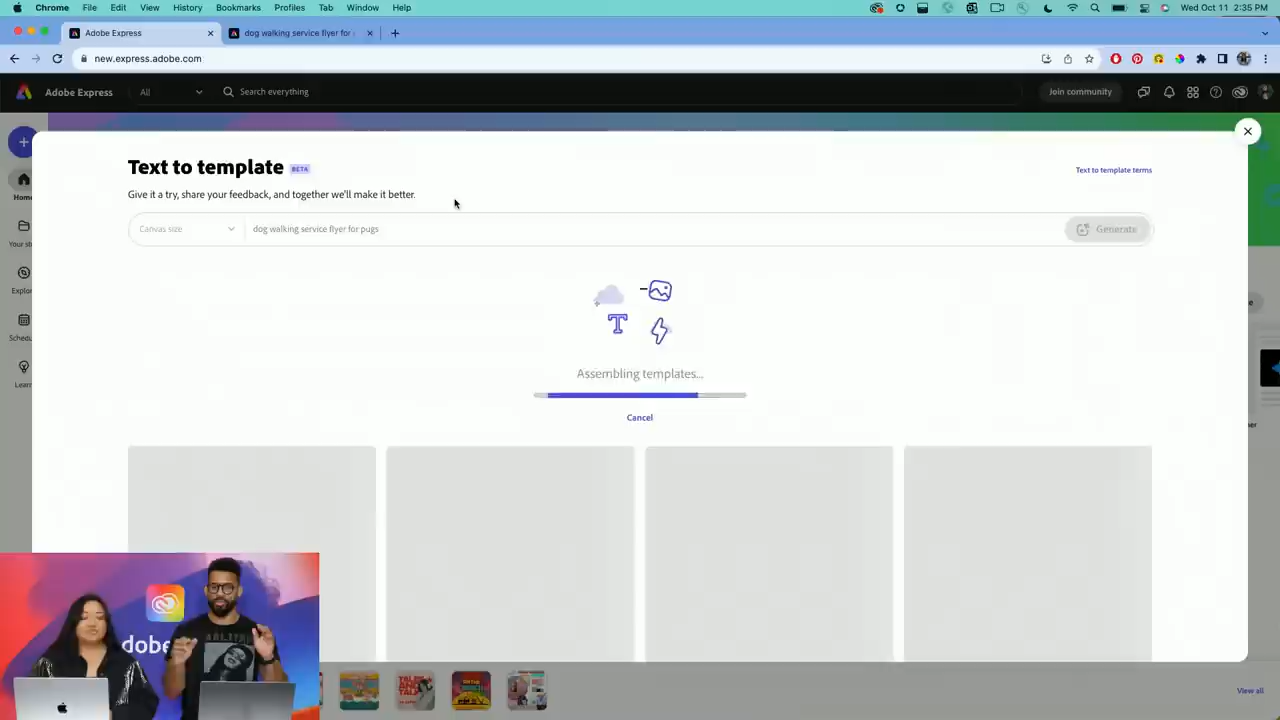 Chrome File Edit View History Bookmarks Profiles Tab Window Help Wed Oct 11 2:35 PM
Adobe Express
dog walking service flyer for
new.express.adobe.com
Adobe Express All Search everything Join community
Text to template BETA
Text to template terms
Give it a try, share your feedback, and together we'll make it better.
Canvas size dog walking service flyer for pugs Generate
Home
Your st
Explor
Schedu
Learn
T
Assembling templates...
Cancel
dobe
View all